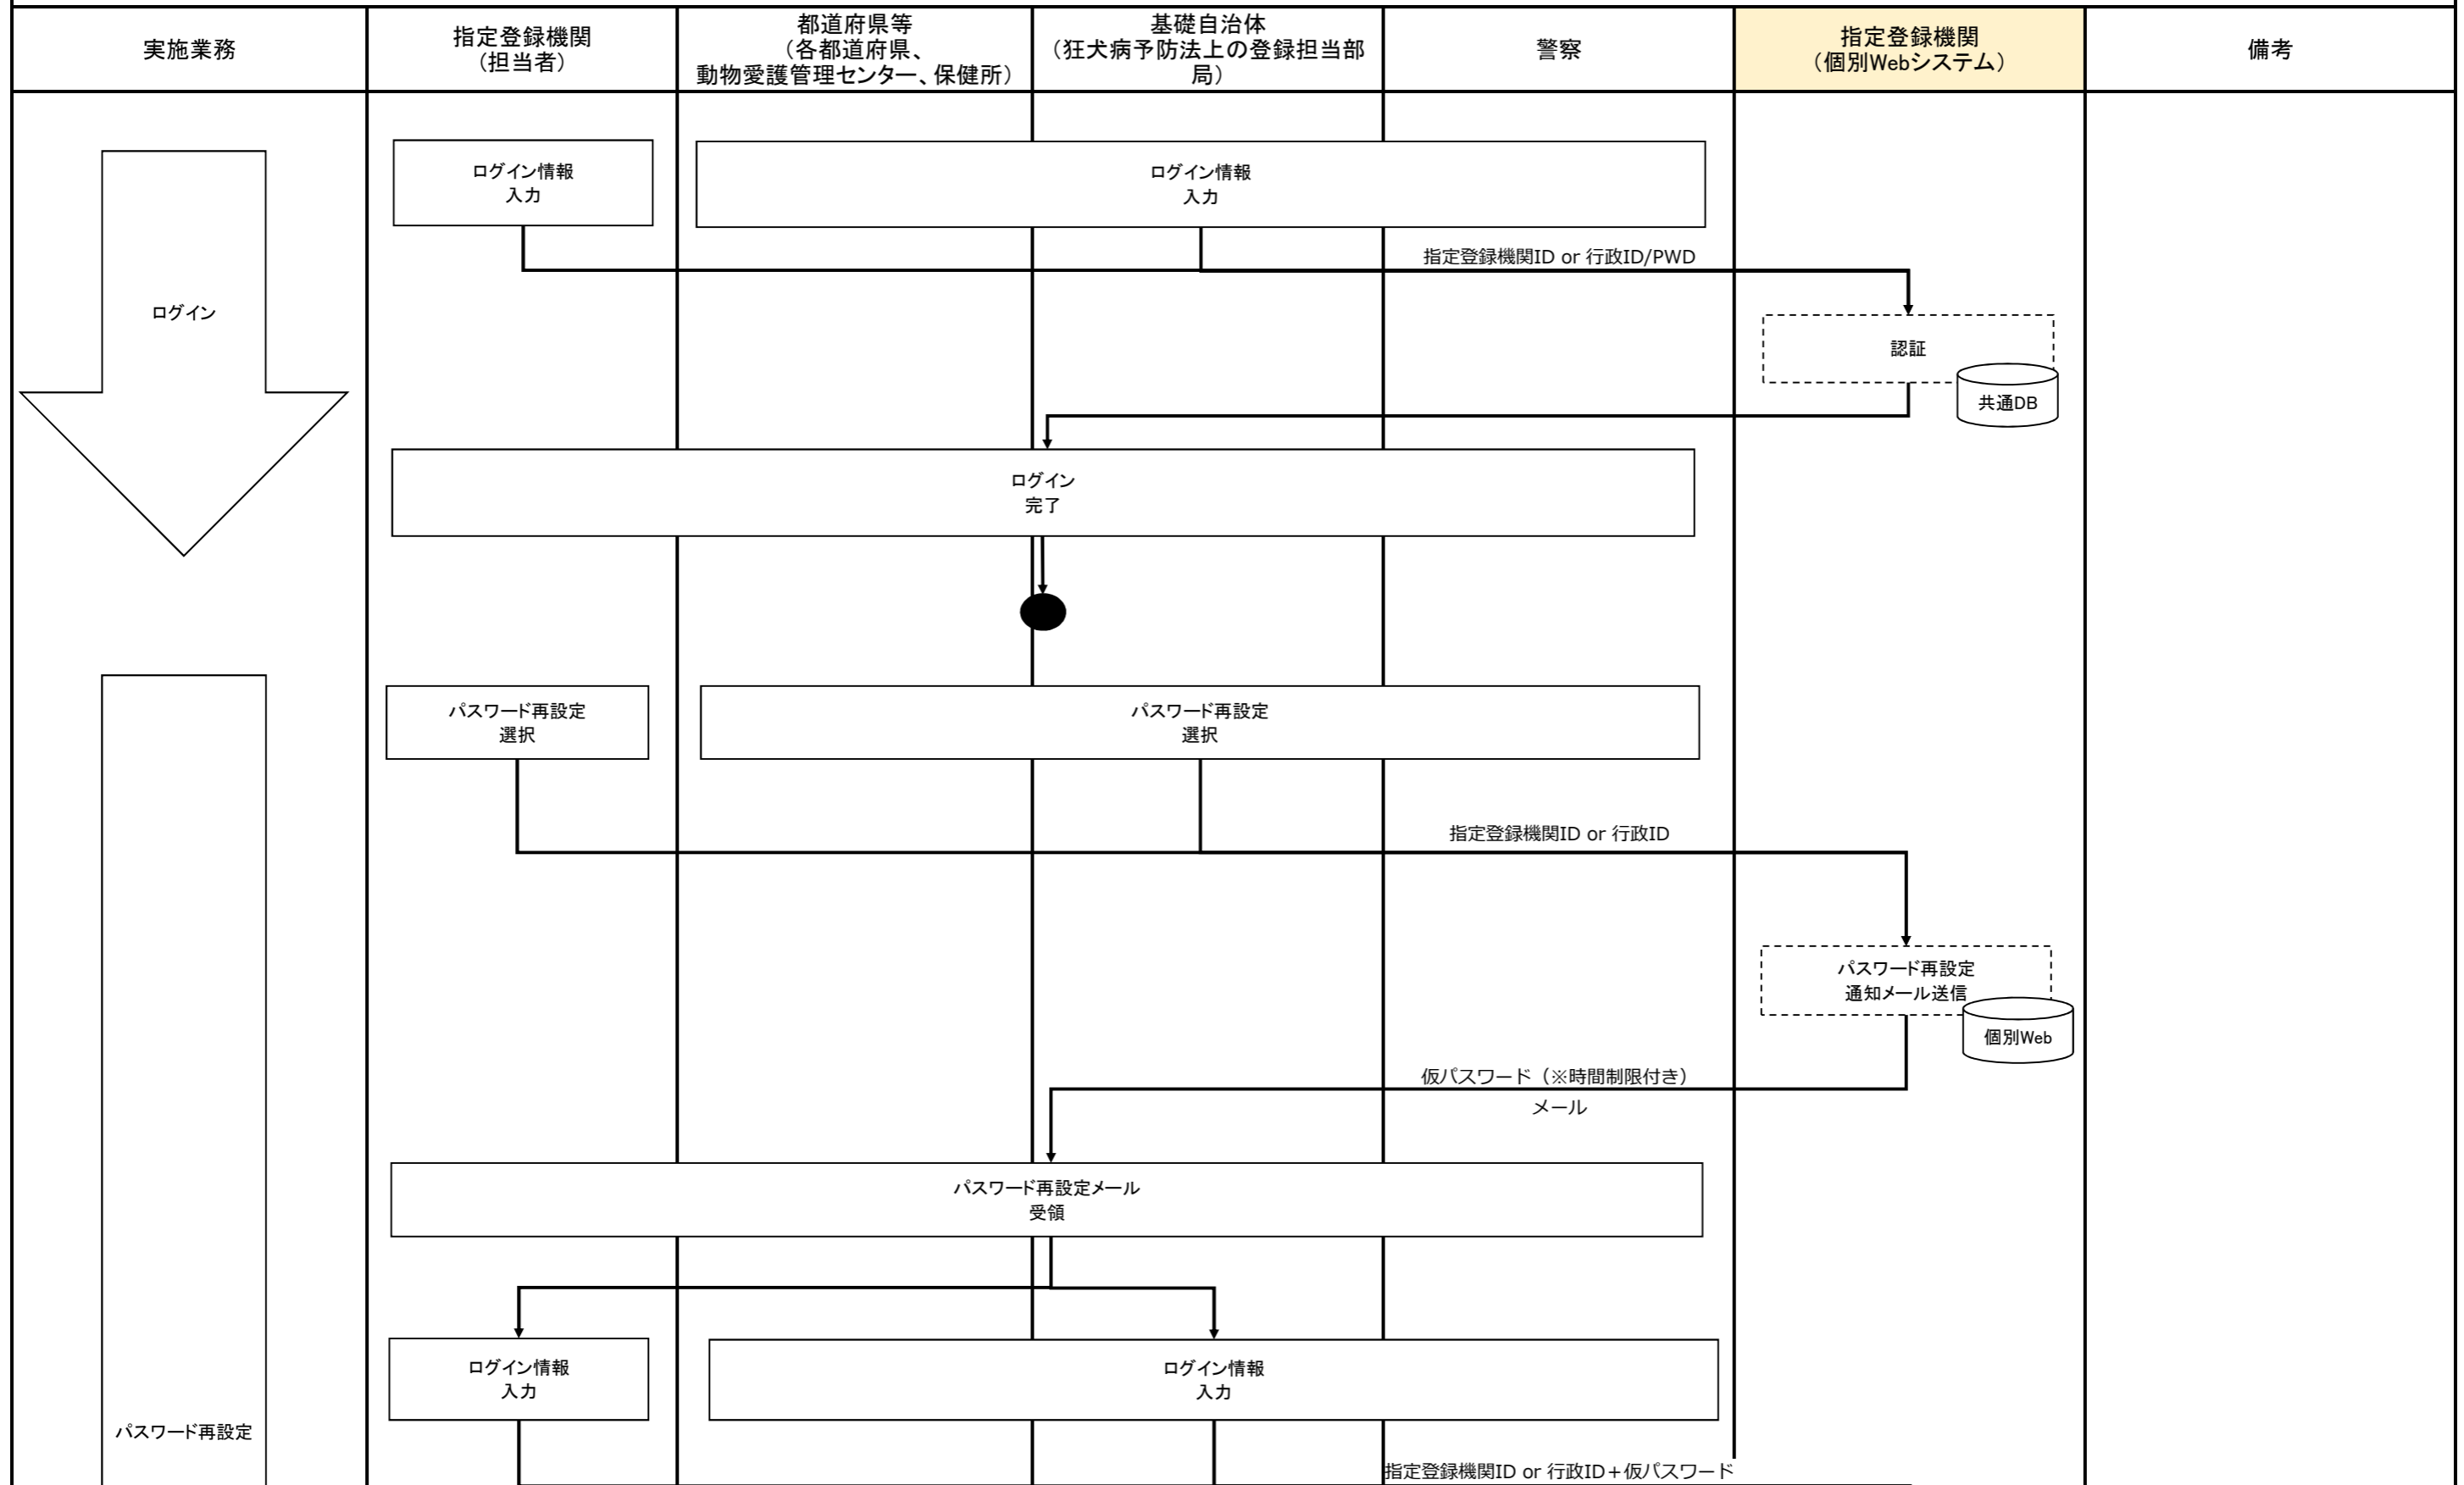 実施業務
指定登録機関
（担当者）
都道府県等
（各都道府県、
動物愛護管理センター、保健所）
基礎自治体
（狂犬病予防法上の登録担当部
局）
警察
指定登録機関
（個別Webシステム）
備考
ログイン
ログイン情報
入力
ログイン情報
入力
指定登録機関ID or 行政ID/PWD
認証
共通DB
ログイン
完了
パスワード再設定
選択
パスワード再設定
選択
指定登録機関ID or 行政ID
パスワード再設定
通知メール送信
個別Web
仮パスワード（※時間制限付き）
メール
パスワード再設定メール
受領
ログイン情報
入力
ログイン情報
入力
パスワード再設定
指定登録機関ID or 行政ID＋仮パスワード